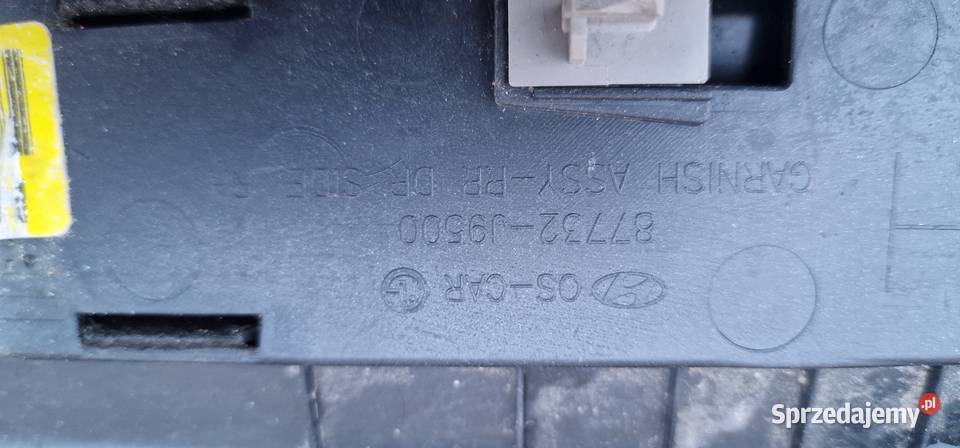 OS-CAR
87732-J9500
GARNISH ASSY-RR DR SIDE
Sprzedajemy.pl